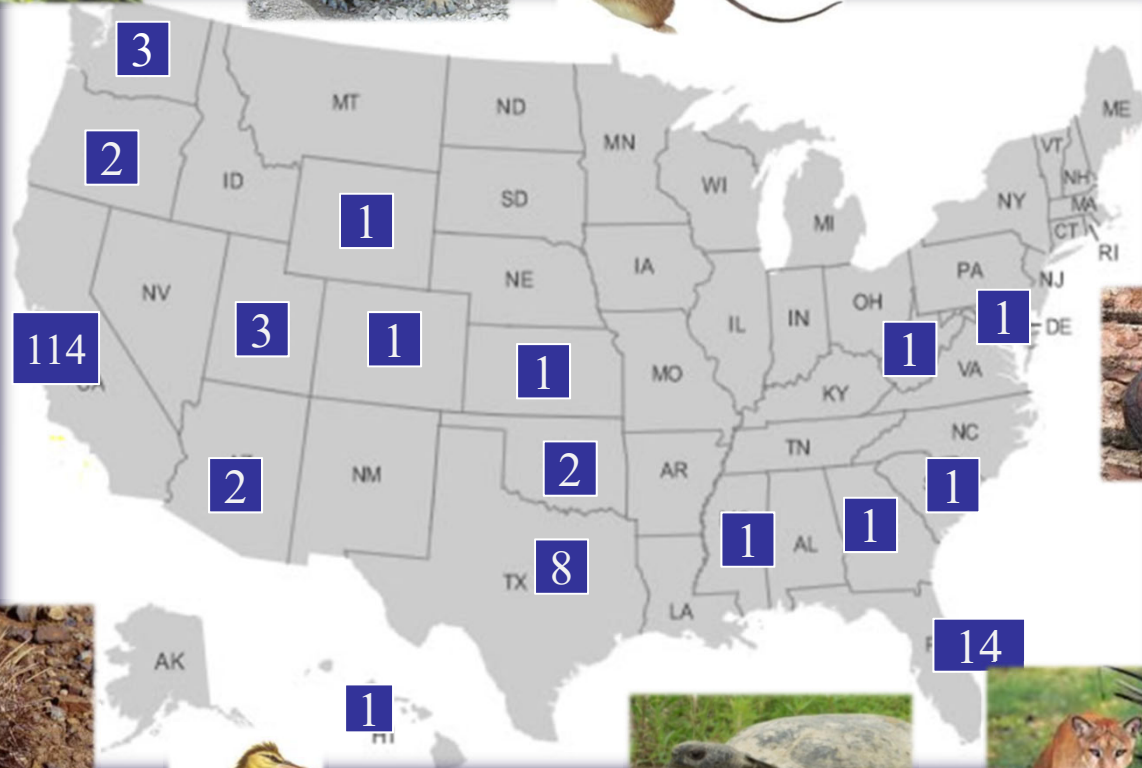 3
MT
ND
ME
MN
2
VT
ID
WI
NH
SD
NY
MA
1
MI
CT
RI
IA
PA
NE
NJ
NV
OH
1
IN
IL
DE
3
1
114
1
1
VA
MO
KY
NC
TN
NM
2
AR
2
1
1
1
AL
8
TX
LA
14
AK
1
HI